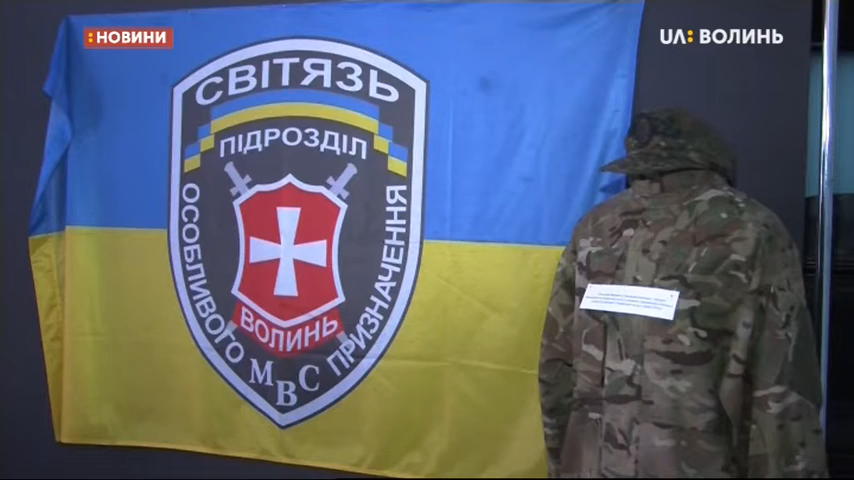 НОВИНИ
UA: ВОЛИНЬ
СВІТЯЗЬ
ПІДРОЗДІЛ
ОСОБЛИВОГО
ПРИЗНАЧЕННЯ
ВОЛИНЬ
МВС